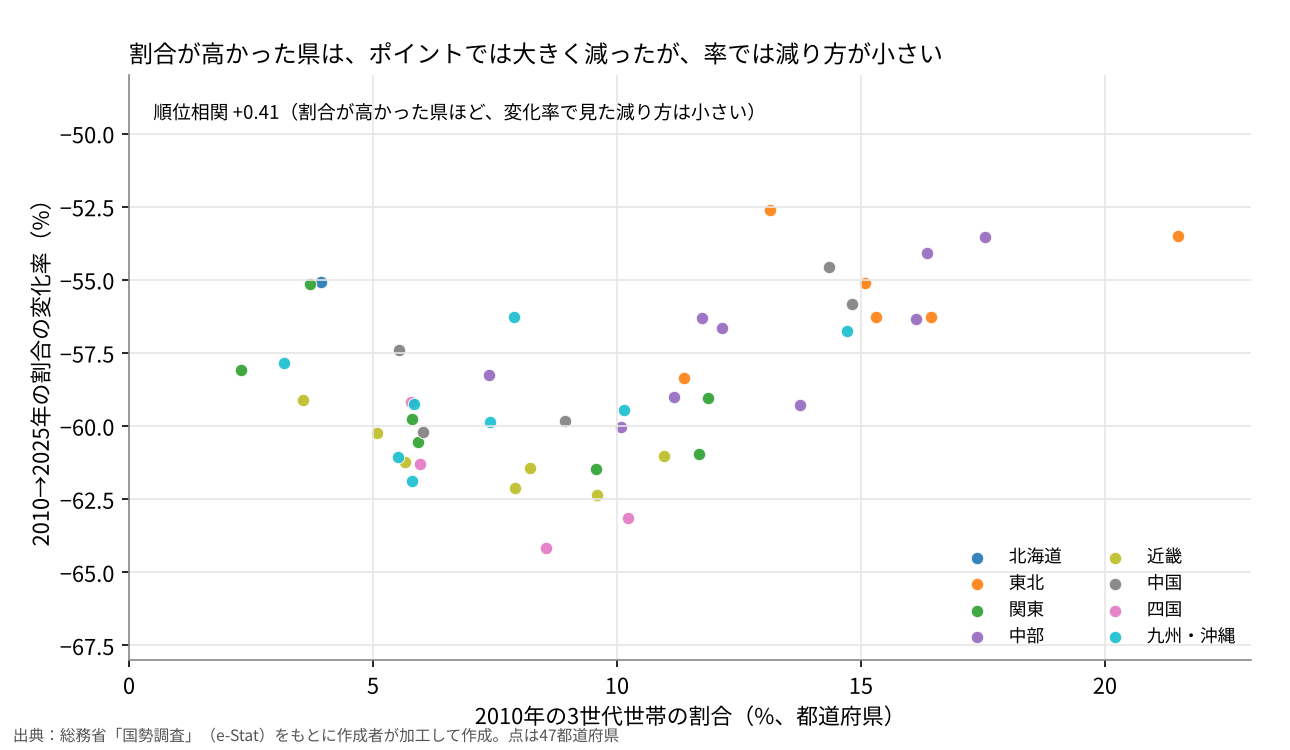 割合が高かった県は、ポイントでは大きく減ったが、率では減り方が小さい
順位相関 +0.41（割合が高かった県ほど、変化率で見た減り方は小さい）
2010→2025年の割合の変化率（%）
−50.0
−52.5
−55.0
−57.5
−60.0
−62.5
−65.0
−67.5
北海道
東北
関東
中部
近畿
中国
四国
九州・沖縄
0
5
10
15
20
2010年の3世代世帯の割合（%、都道府県）
出典：総務省「国勢調査」（e-Stat）をもとに作成者が加工して作成。点は47都道府県